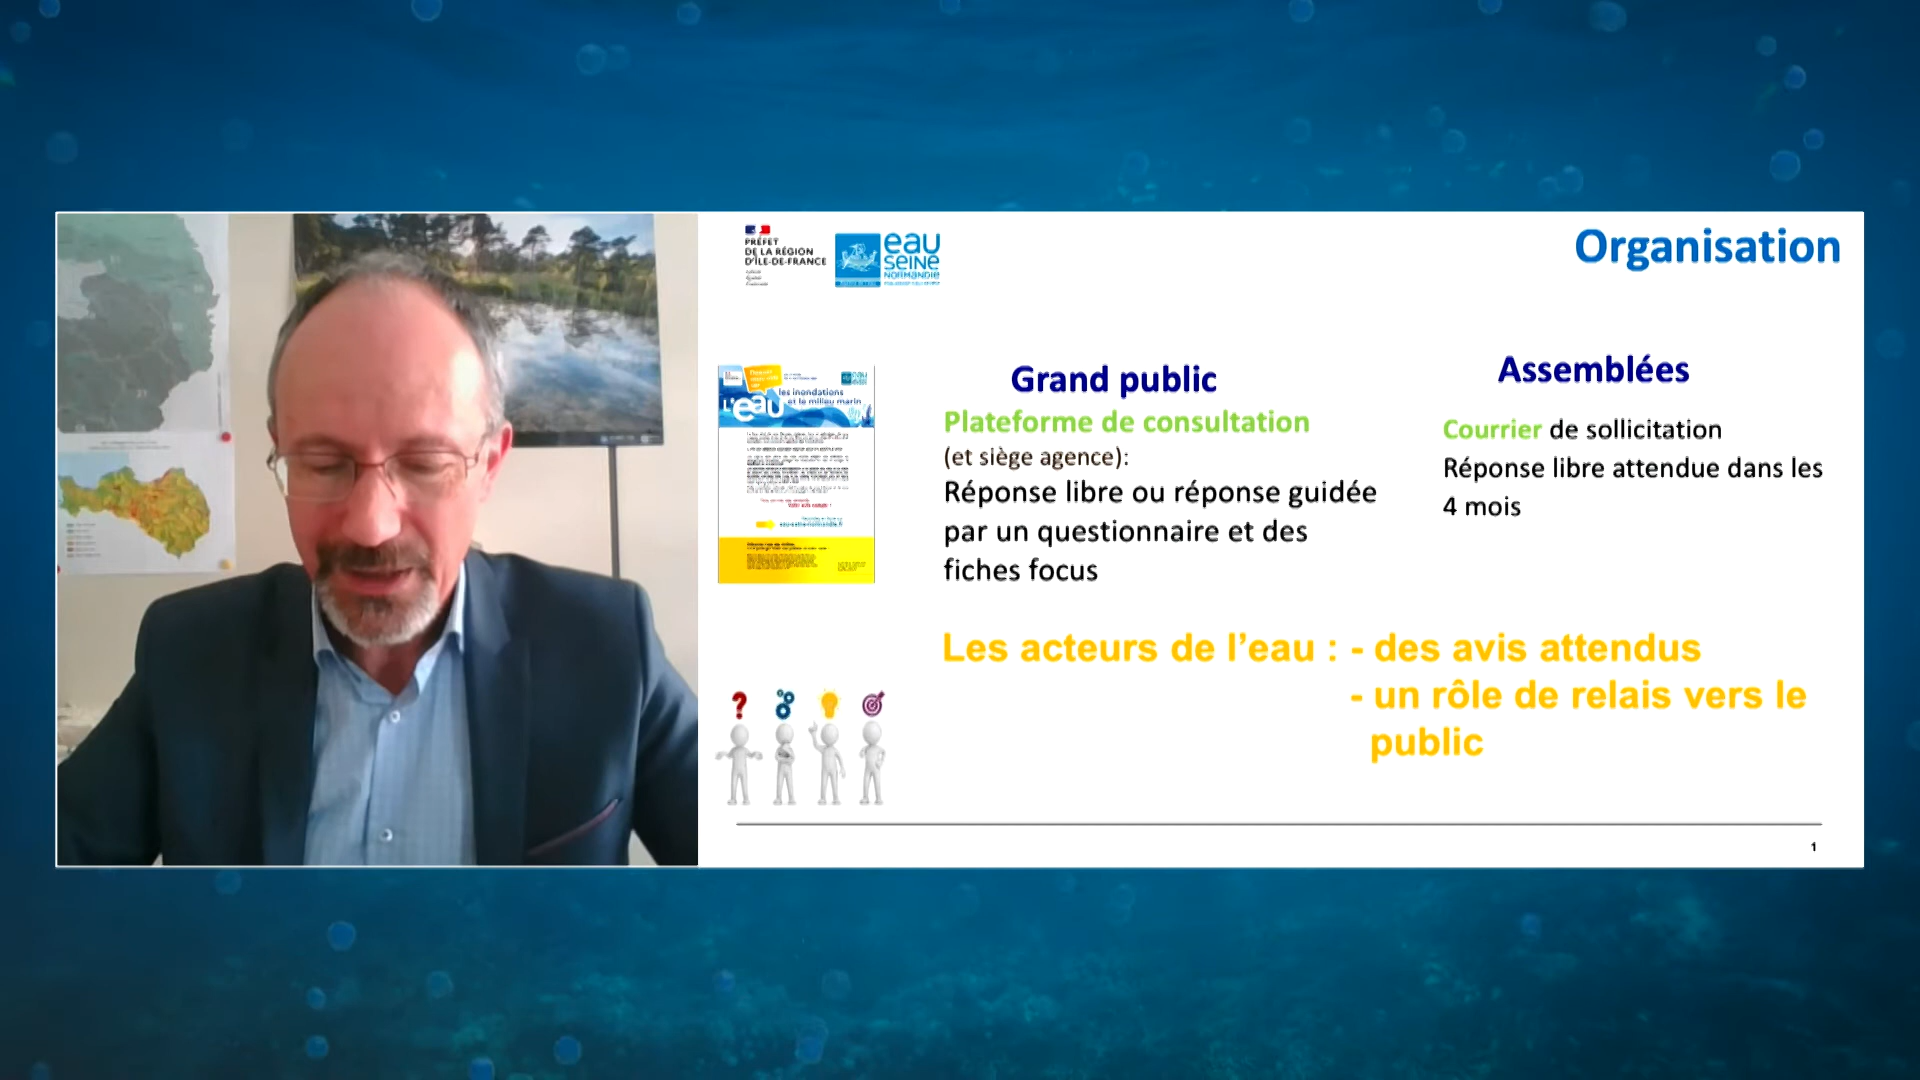 PRÉFET
DE LA RÉGION
D'ÎLE-DE-FRANCE
eau
SEINE
NORMANDIE
Organisation
les inondations
et le milieu marin
L'eau
Grand public
Plateforme de consultation
(et siège agence):
Réponse libre ou réponse guidée
par un questionnaire et des
fiches focus
Assemblées
Courrier de sollicitation
Réponse libre attendue dans les
4 mois
Les acteurs de l’eau : - des avis attendus
- un rôle de relais vers le
public
1